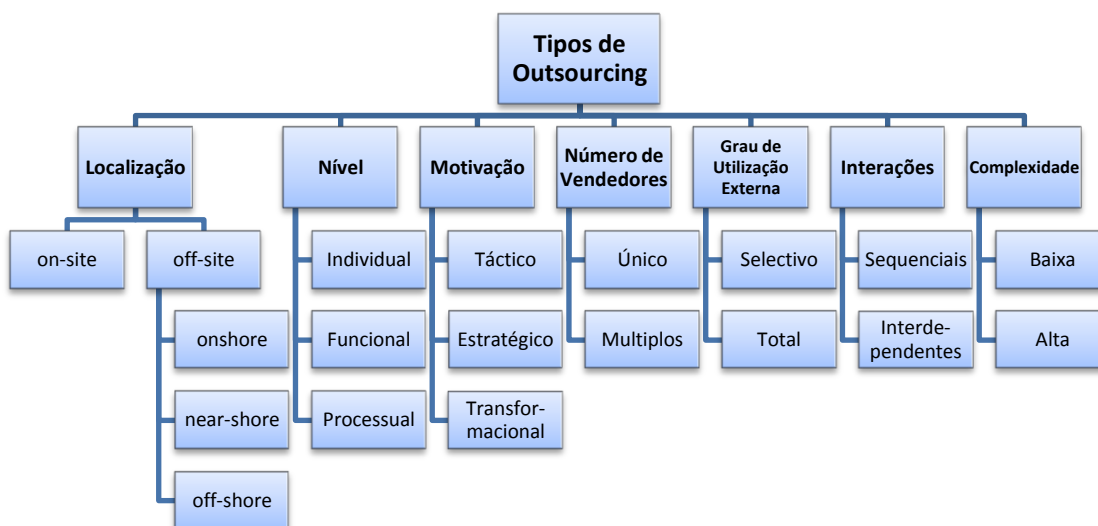 Tipos de
Outsourcing
Localização
Nível
Motivação
Número de
Vendedores
Grau de
Utilização
Externa
Interações
Complexidade
on-site
off-site
Individual
Táctico
Único
Selectivo
Sequenciais
Baixa
onshore
Funcional
Estratégico
Multiplos
Total
Interde-
pendentes
Alta
near-shore
Processual
Transfor-
macional
off-shore